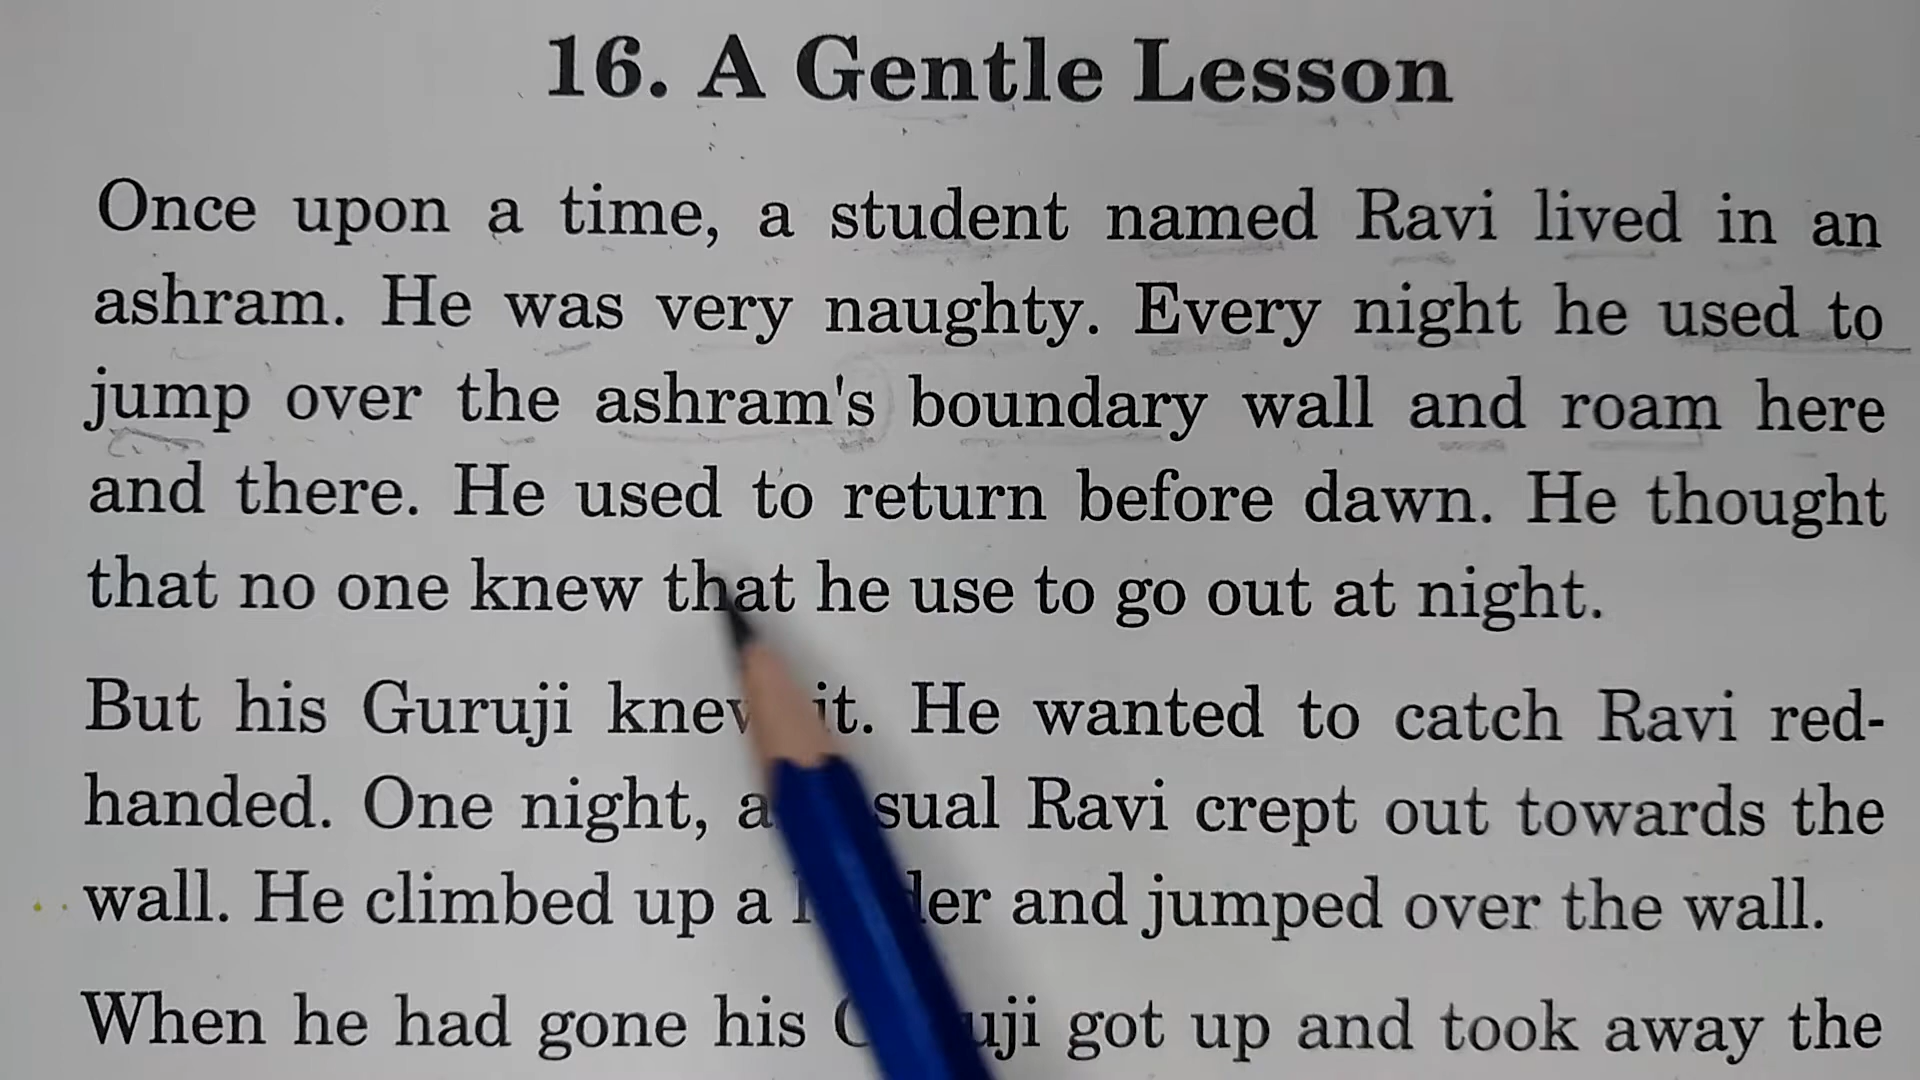 16. A Gentle Lesson
Once upon a time, a student named Ravi lived in an
ashram. He was very naughty. Every night he used to
jump over the ashram's boundary wall and roam here
and there. He used to return before dawn. He thought
that no one knew that he use to go out at night.
But his Guruji knew it. He wanted to catch Ravi red-
handed. One night, Ravi crept out towards the
wall. He climbed up a and jumped over the wall.
When he had gone his Guruji got up and took away the